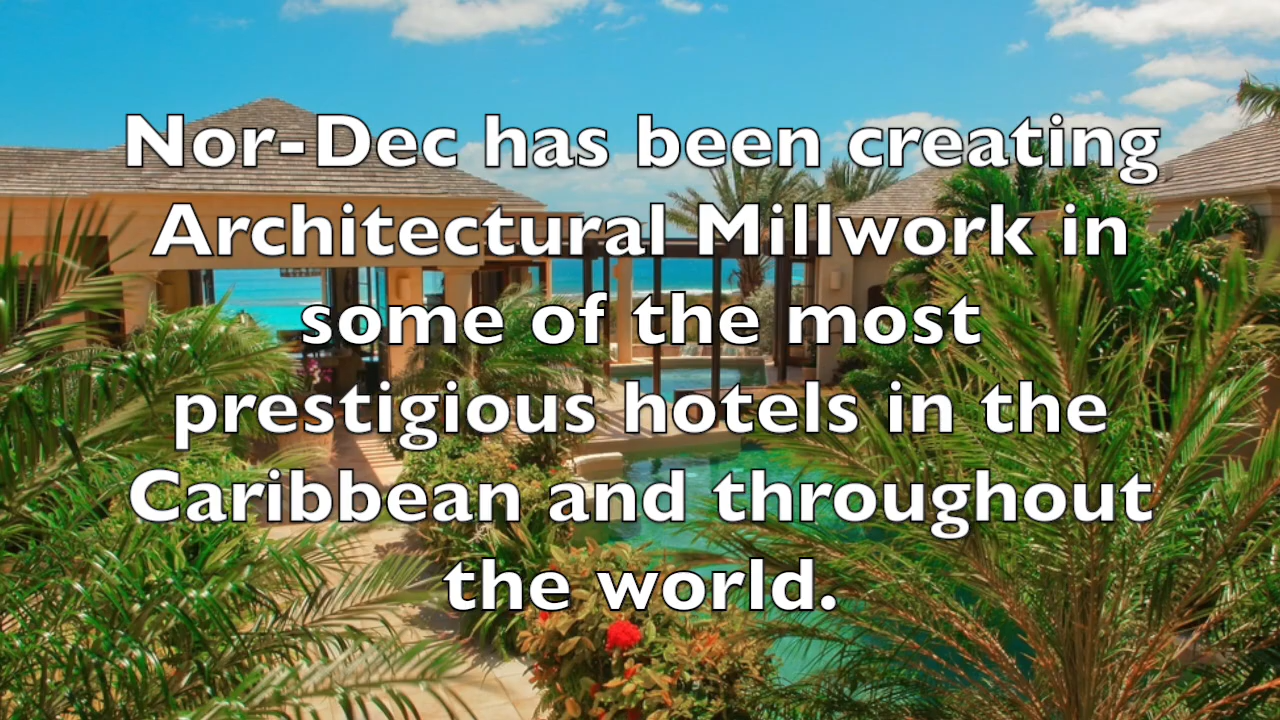 Nor-Dec has been creating
Architectural Millwork in
some of the most
prestigious hotels in the
Caribbean and throughout
the world.